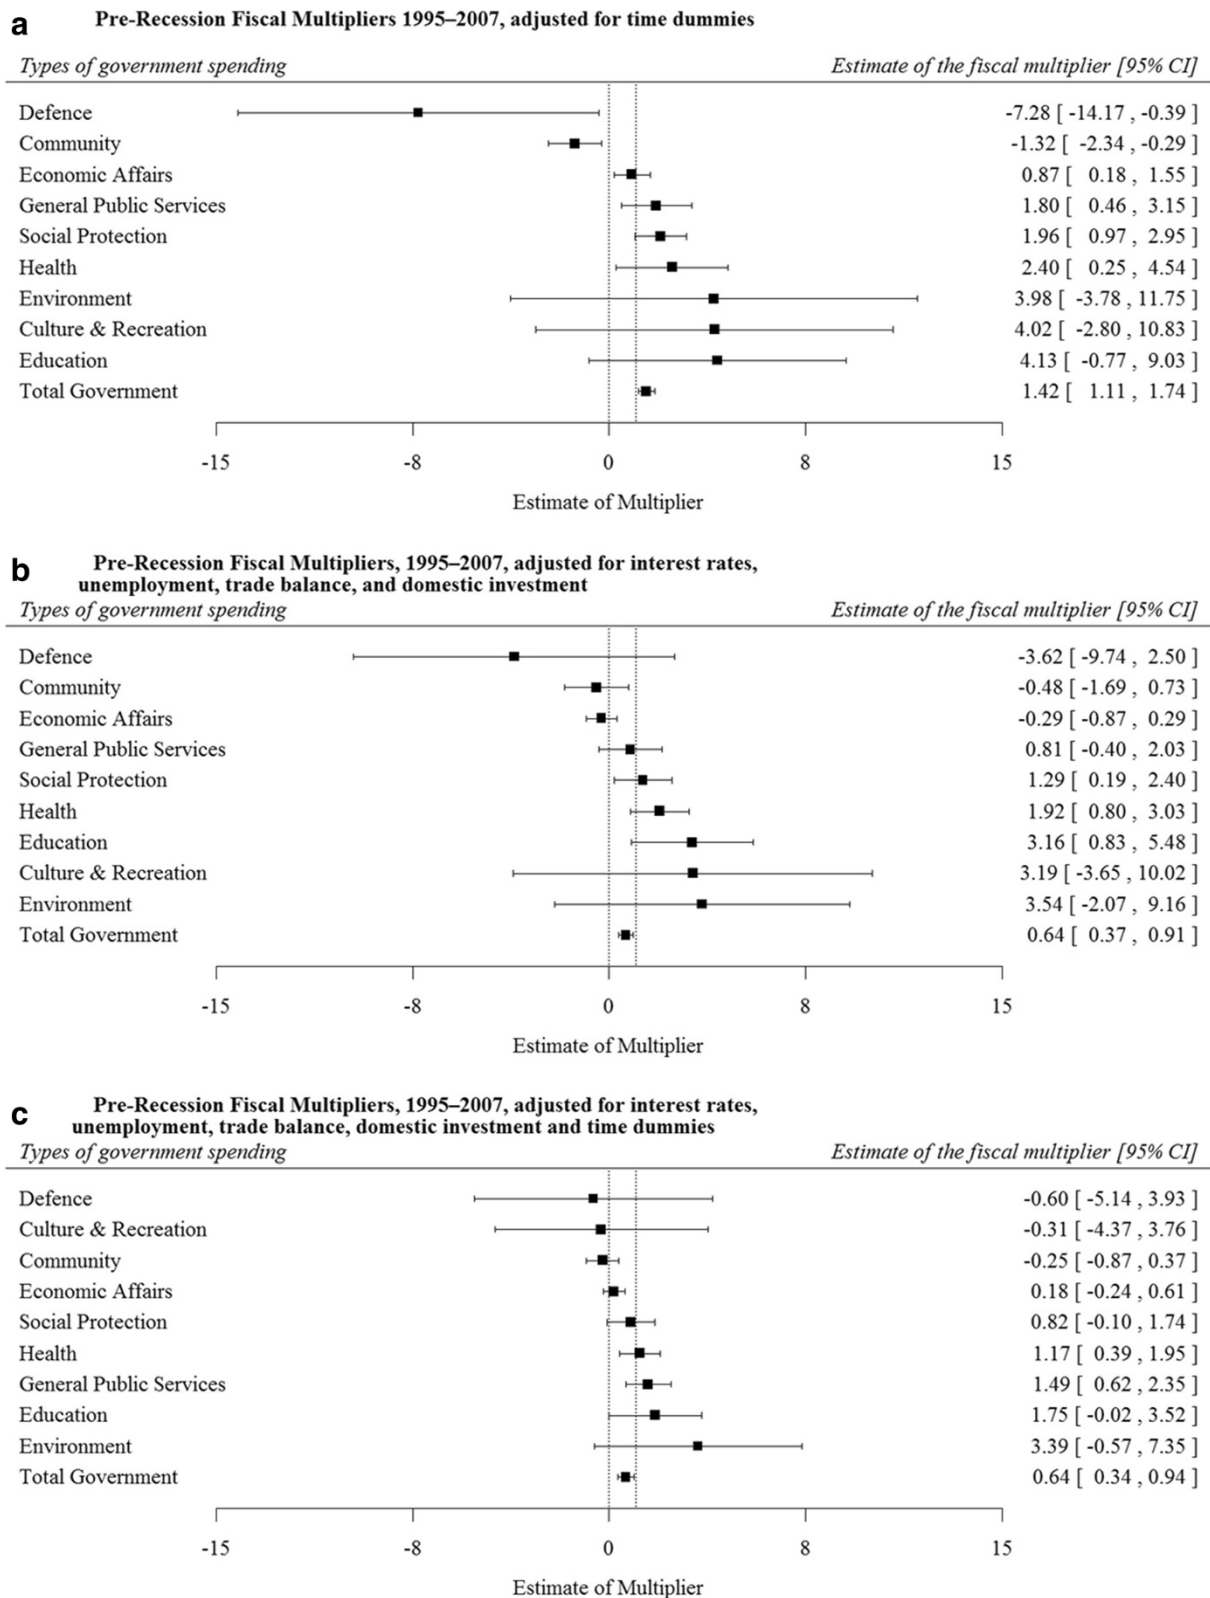 a
Pre-Recession Fiscal Multipliers 1995–2007, adjusted for time dummies
Types of government spending Estimate of the fiscal multiplier [95% CI]
Defence -7.28 [ -14.17 , -0.39 ]
Community -1.32 [ -2.34 , -0.29 ]
Economic Affairs 0.87 [ 0.18 , 1.55 ]
General Public Services 1.80 [ 0.46 , 3.15 ]
Social Protection 1.96 [ 0.97 , 2.95 ]
Health 2.40 [ 0.25 , 4.54 ]
Environment 3.98 [ -3.78 , 11.75 ]
Culture & Recreation 4.02 [ -2.80 , 10.83 ]
Education 4.13 [ -0.77 , 9.03 ]
Total Government 1.42 [ 1.11 , 1.74 ]
-15 -8 0 8 15
Estimate of Multiplier
b
Pre-Recession Fiscal Multipliers, 1995–2007, adjusted for interest rates,
unemployment, trade balance, and domestic investment
Types of government spending Estimate of the fiscal multiplier [95% CI]
Defence -3.62 [ -9.74 , 2.50 ]
Community -0.48 [ -1.69 , 0.73 ]
Economic Affairs -0.29 [ -0.87 , 0.29 ]
General Public Services 0.81 [ -0.40 , 2.03 ]
Social Protection 1.29 [ 0.19 , 2.40 ]
Health 1.92 [ 0.80 , 3.03 ]
Education 3.16 [ 0.83 , 5.48 ]
Culture & Recreation 3.19 [ -3.65 , 10.02 ]
Environment 3.54 [ -2.07 , 9.16 ]
Total Government 0.64 [ 0.37 , 0.91 ]
-15 -8 0 8 15
Estimate of Multiplier
c
Pre-Recession Fiscal Multipliers, 1995–2007, adjusted for interest rates,
unemployment, trade balance, domestic investment and time dummies
Types of government spending Estimate of the fiscal multiplier [95% CI]
Defence -0.60 [ -5.14 , 3.93 ]
Culture & Recreation -0.31 [ -4.37 , 3.76 ]
Community -0.25 [ -0.87 , 0.37 ]
Economic Affairs 0.18 [ -0.24 , 0.61 ]
Social Protection 0.82 [ -0.10 , 1.74 ]
Health 1.17 [ 0.39 , 1.95 ]
General Public Services 1.49 [ 0.62 , 2.35 ]
Education 1.75 [ -0.02 , 3.52 ]
Environment 3.39 [ -0.57 , 7.35 ]
Total Government 0.64 [ 0.34 , 0.94 ]
-15 -8 0 8 15
Estimate of Multiplier